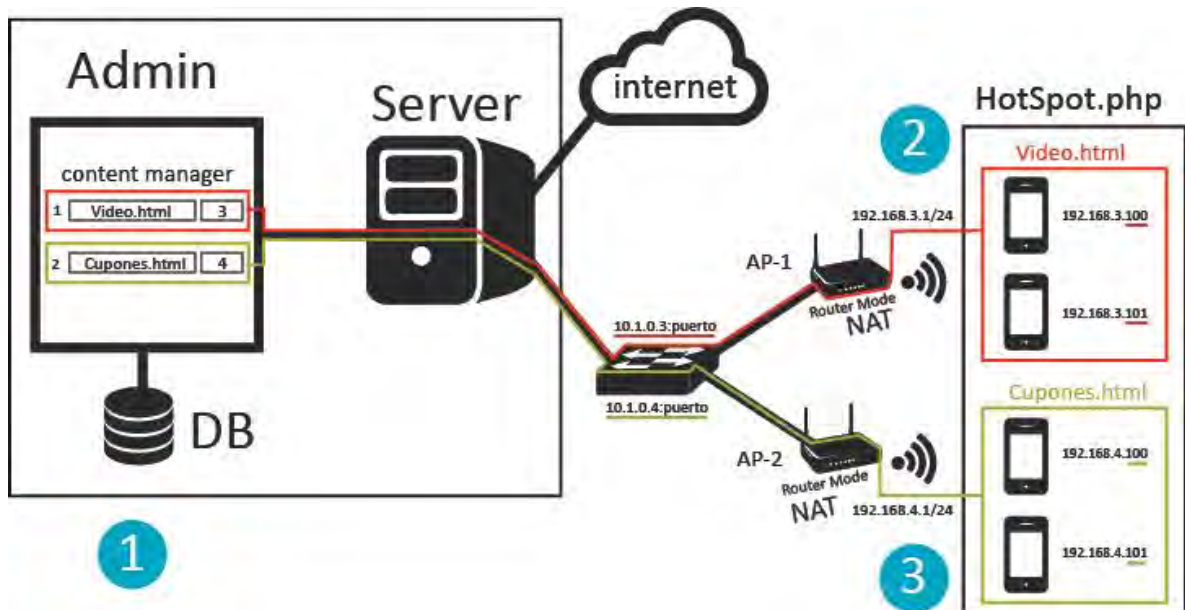 Admin
content manager
1 Video.html 3
2 Cupones.html 4
DB
1
Server
internet
10.1.0.3:puerto
10.1.0.4:puerto
AP-1
Router Mode
NAT
192.168.3.1/24
AP-2
Router Mode
NAT
192.168.4.1/24
2
HotSpot.php
Video.html
192.168.3.100
192.168.3.101
3
Cupones.html
192.168.4.100
192.168.4.101